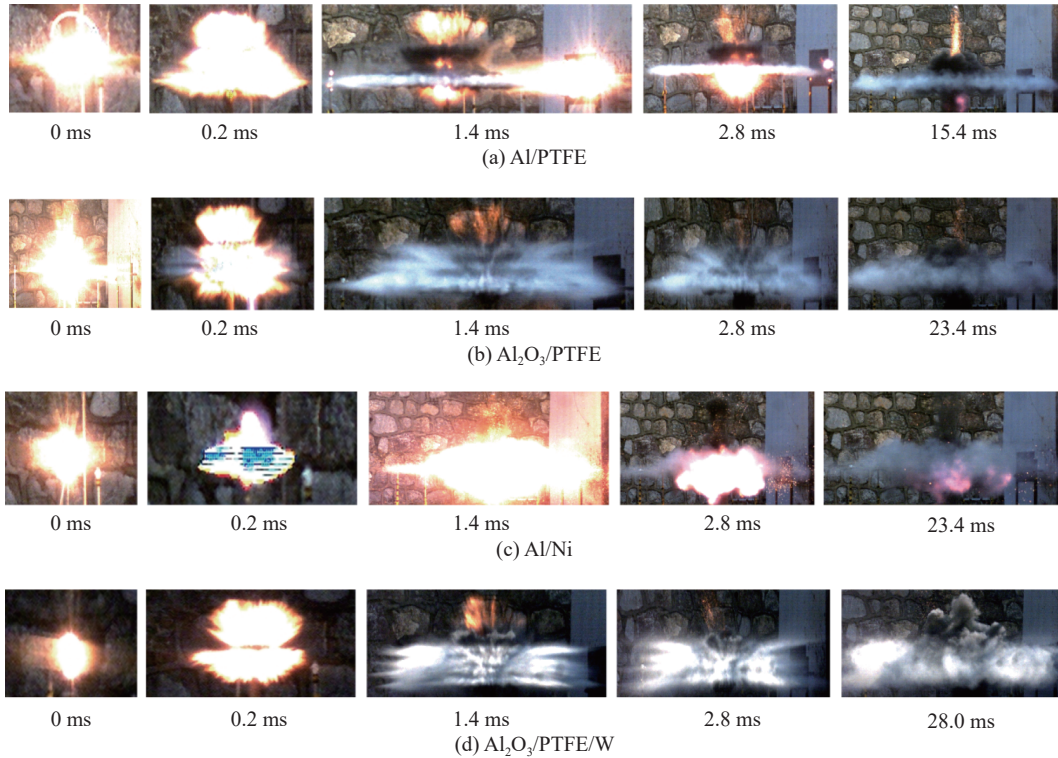 0 ms 0.2 ms 1.4 ms 2.8 ms 15.4 ms
(a) Al/PTFE
0 ms 0.2 ms 1.4 ms 2.8 ms 23.4 ms
(b) Al₂O₃/PTFE
0 ms 0.2 ms 1.4 ms 2.8 ms 23.4 ms
(c) Al/Ni
0 ms 0.2 ms 1.4 ms 2.8 ms 28.0 ms
(d) Al₂O₃/PTFE/W